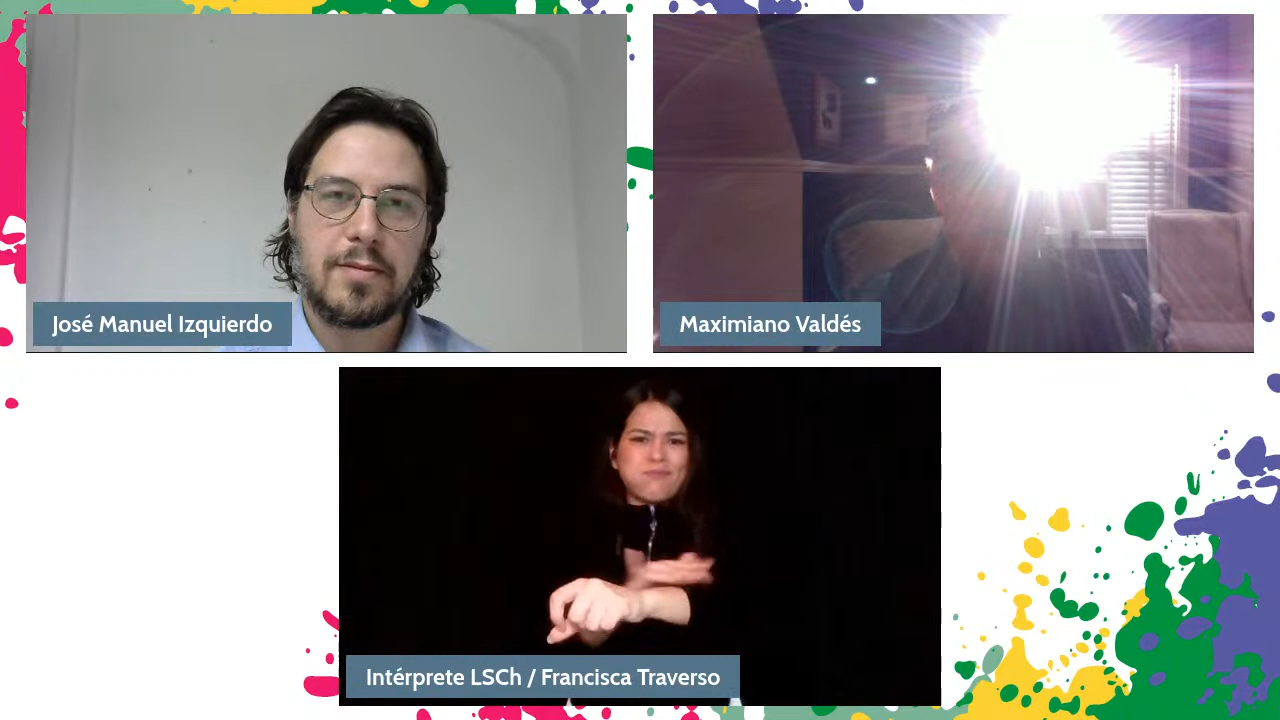 José Manuel Izquierdo
Maximiano Valdés
Intérprete LSCh / Francisca Traverso